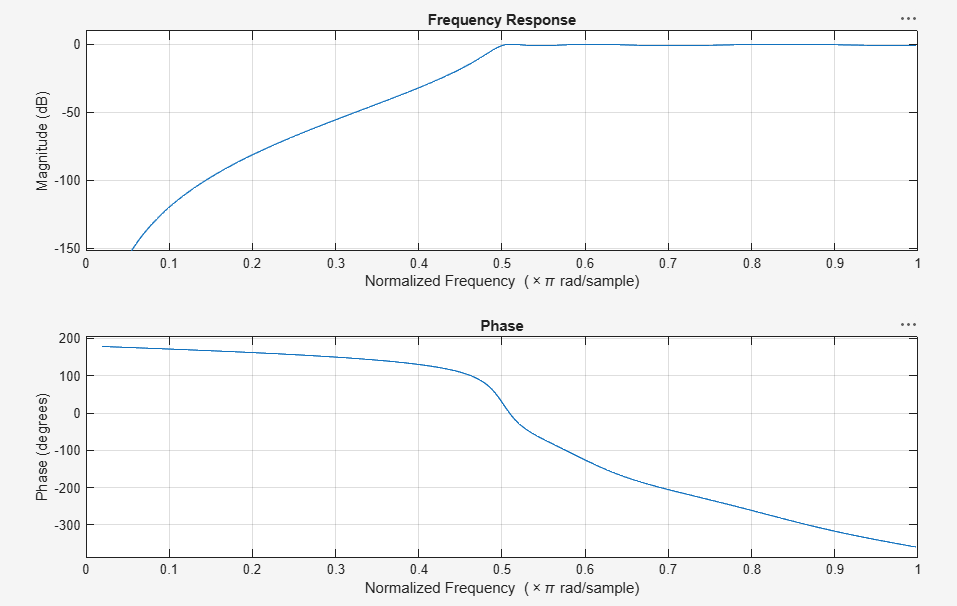 Frequency Response
Magnitude (dB)
0
-50
-100
-150
0 0.1 0.2 0.3 0.4 0.5 0.6 0.7 0.8 0.9 1
Normalized Frequency (× π rad/sample)
Phase
Phase (degrees)
200
100
0
-100
-200
-300
0 0.1 0.2 0.3 0.4 0.5 0.6 0.7 0.8 0.9 1
Normalized Frequency (× π rad/sample)